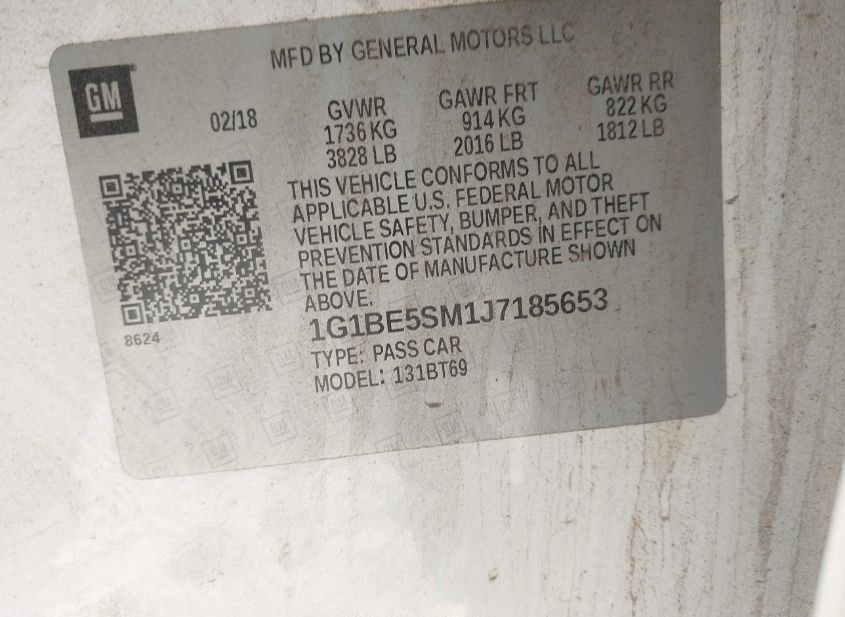 MFD BY GENERAL MOTORS LLC
GM
02/18
GVWR
1736 KG
3828 LB
GAWR FRT
914 KG
2016 LB
GAWR RR
822 KG
1812 LB
THIS VEHICLE CONFORMS TO ALL
APPLICABLE U.S. FEDERAL MOTOR
VEHICLE SAFETY, BUMPER, AND THEFT
PREVENTION STANDARDS IN EFFECT ON
THE DATE OF MANUFACTURE SHOWN
ABOVE.
1G1BE5SM1J7185653
TYPE: PASS CAR
MODEL: 131BT69
8624